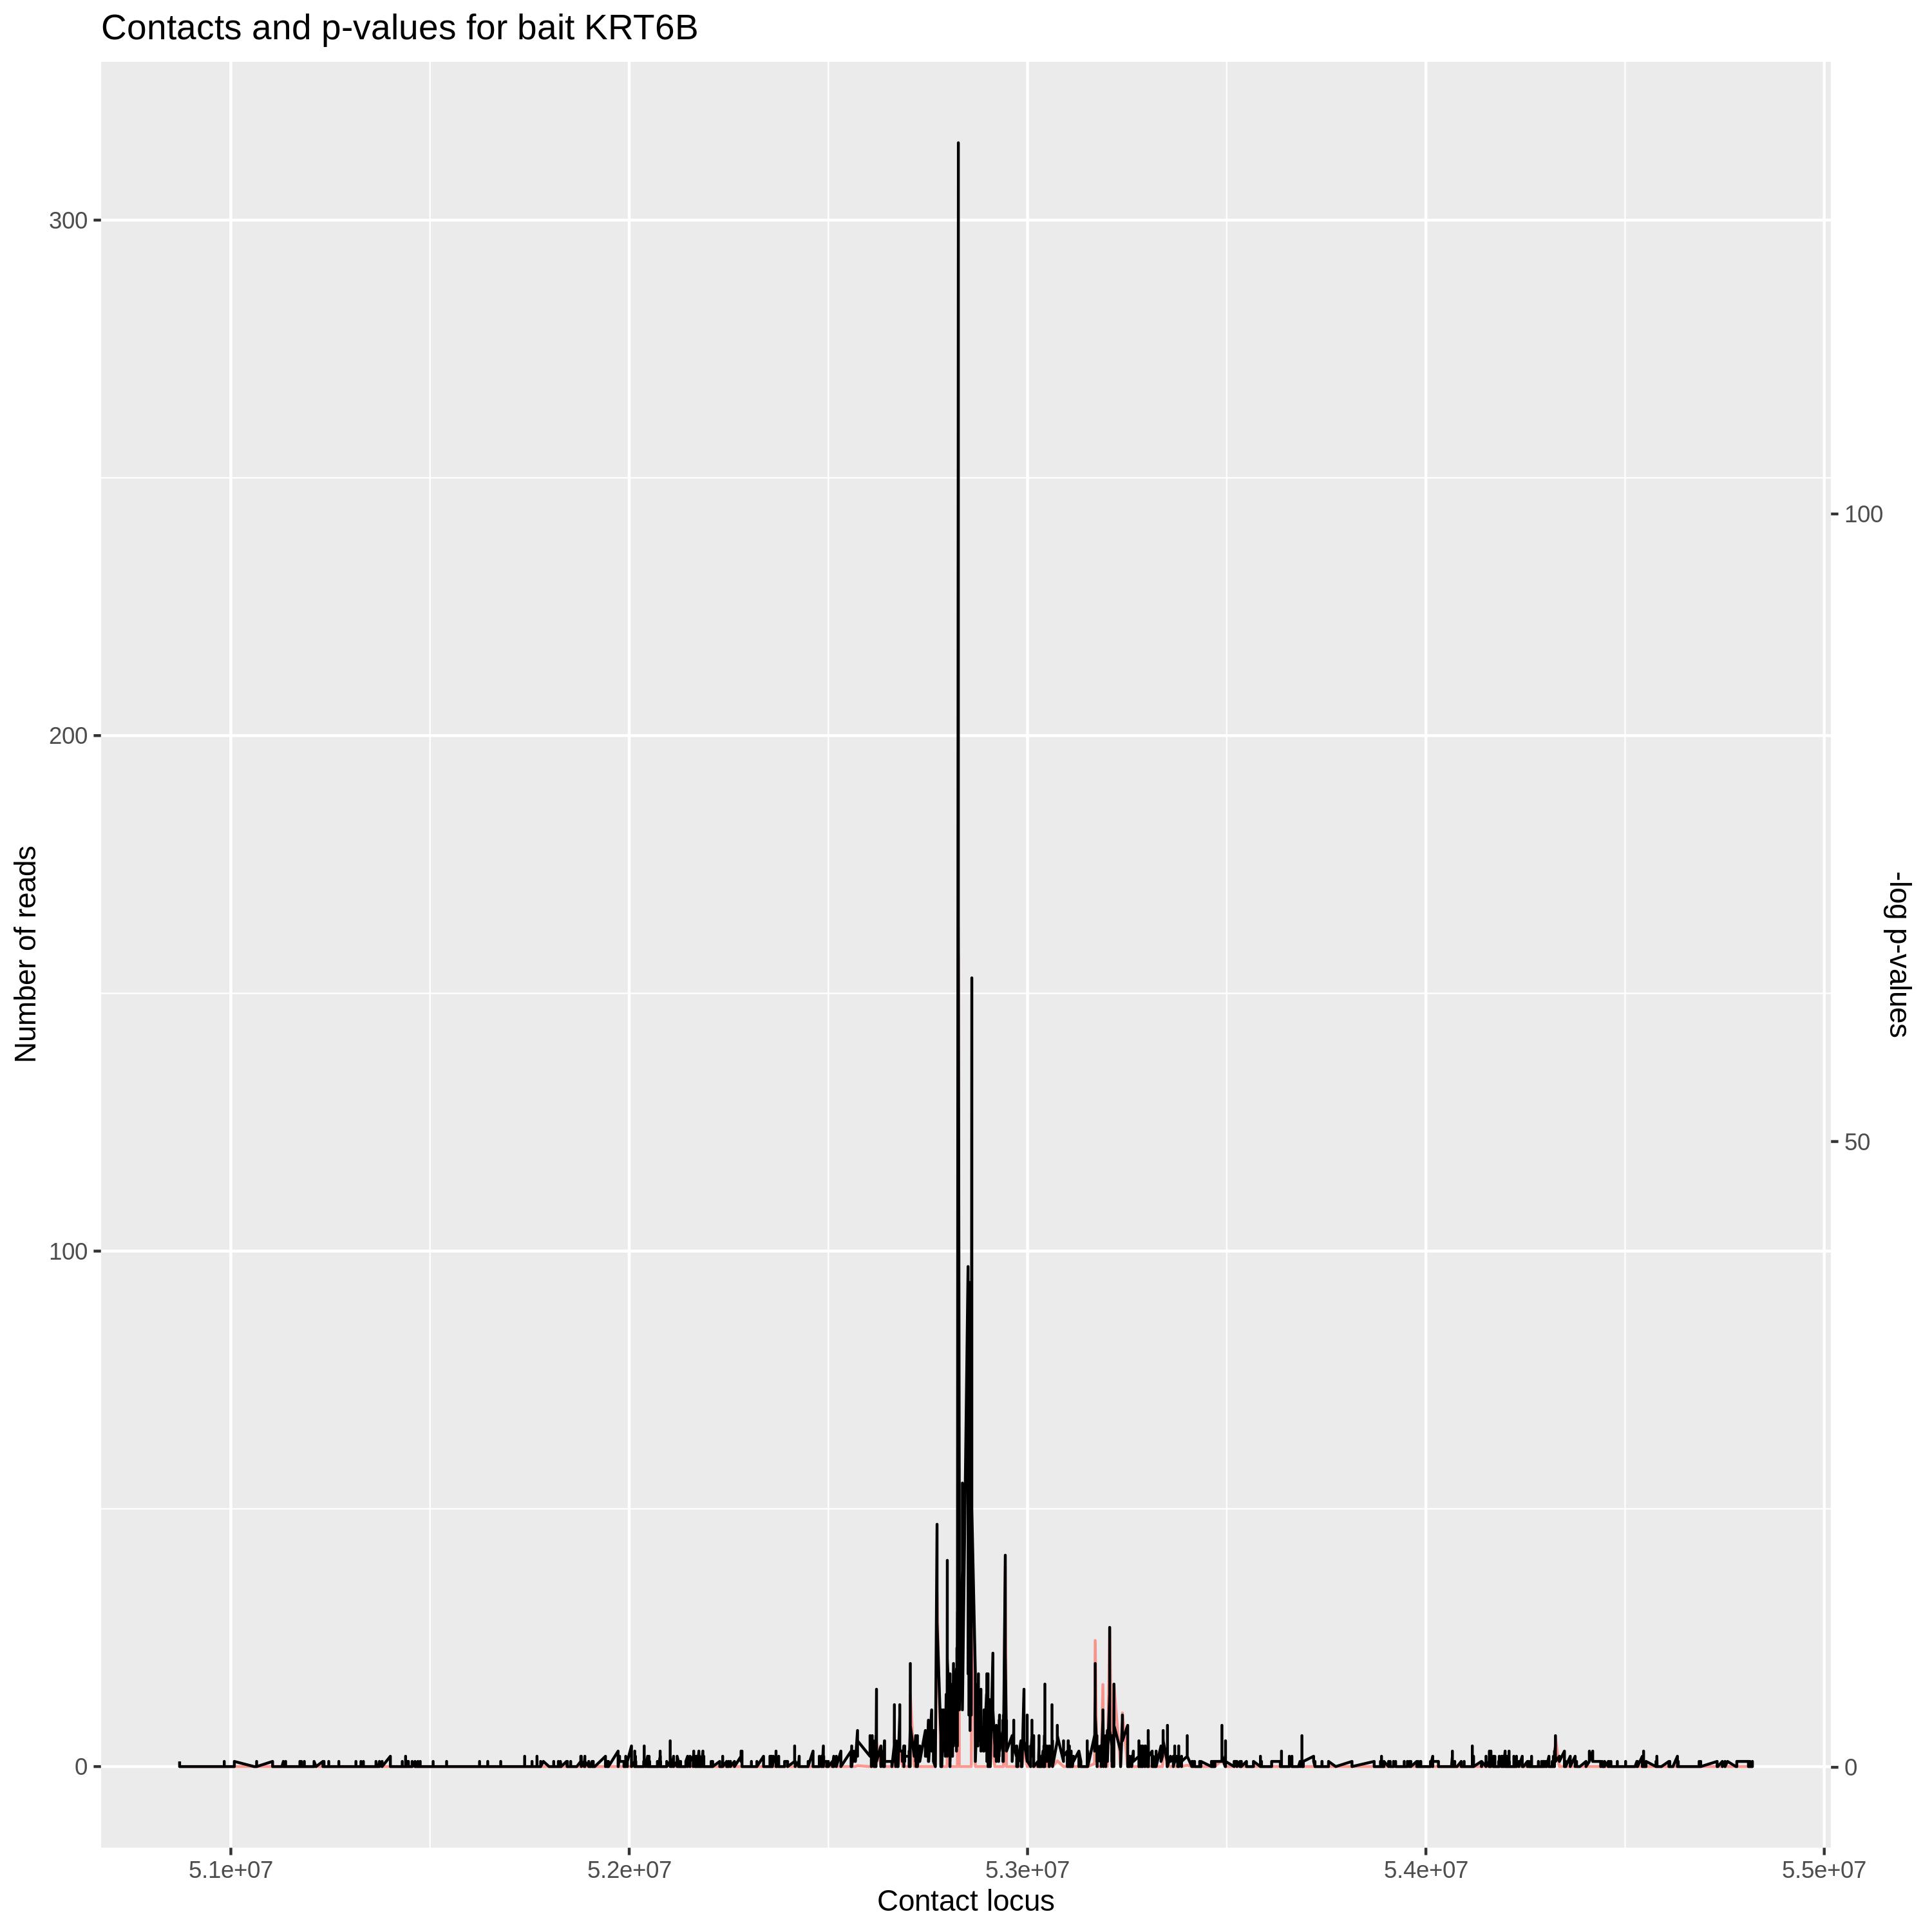 Contacts and p-values for bait KRT6B
300
200
100
0
Number of reads
100
50
0
-log p-values
5.1e+07
5.2e+07
5.3e+07
5.4e+07
5.5e+07
Contact locus